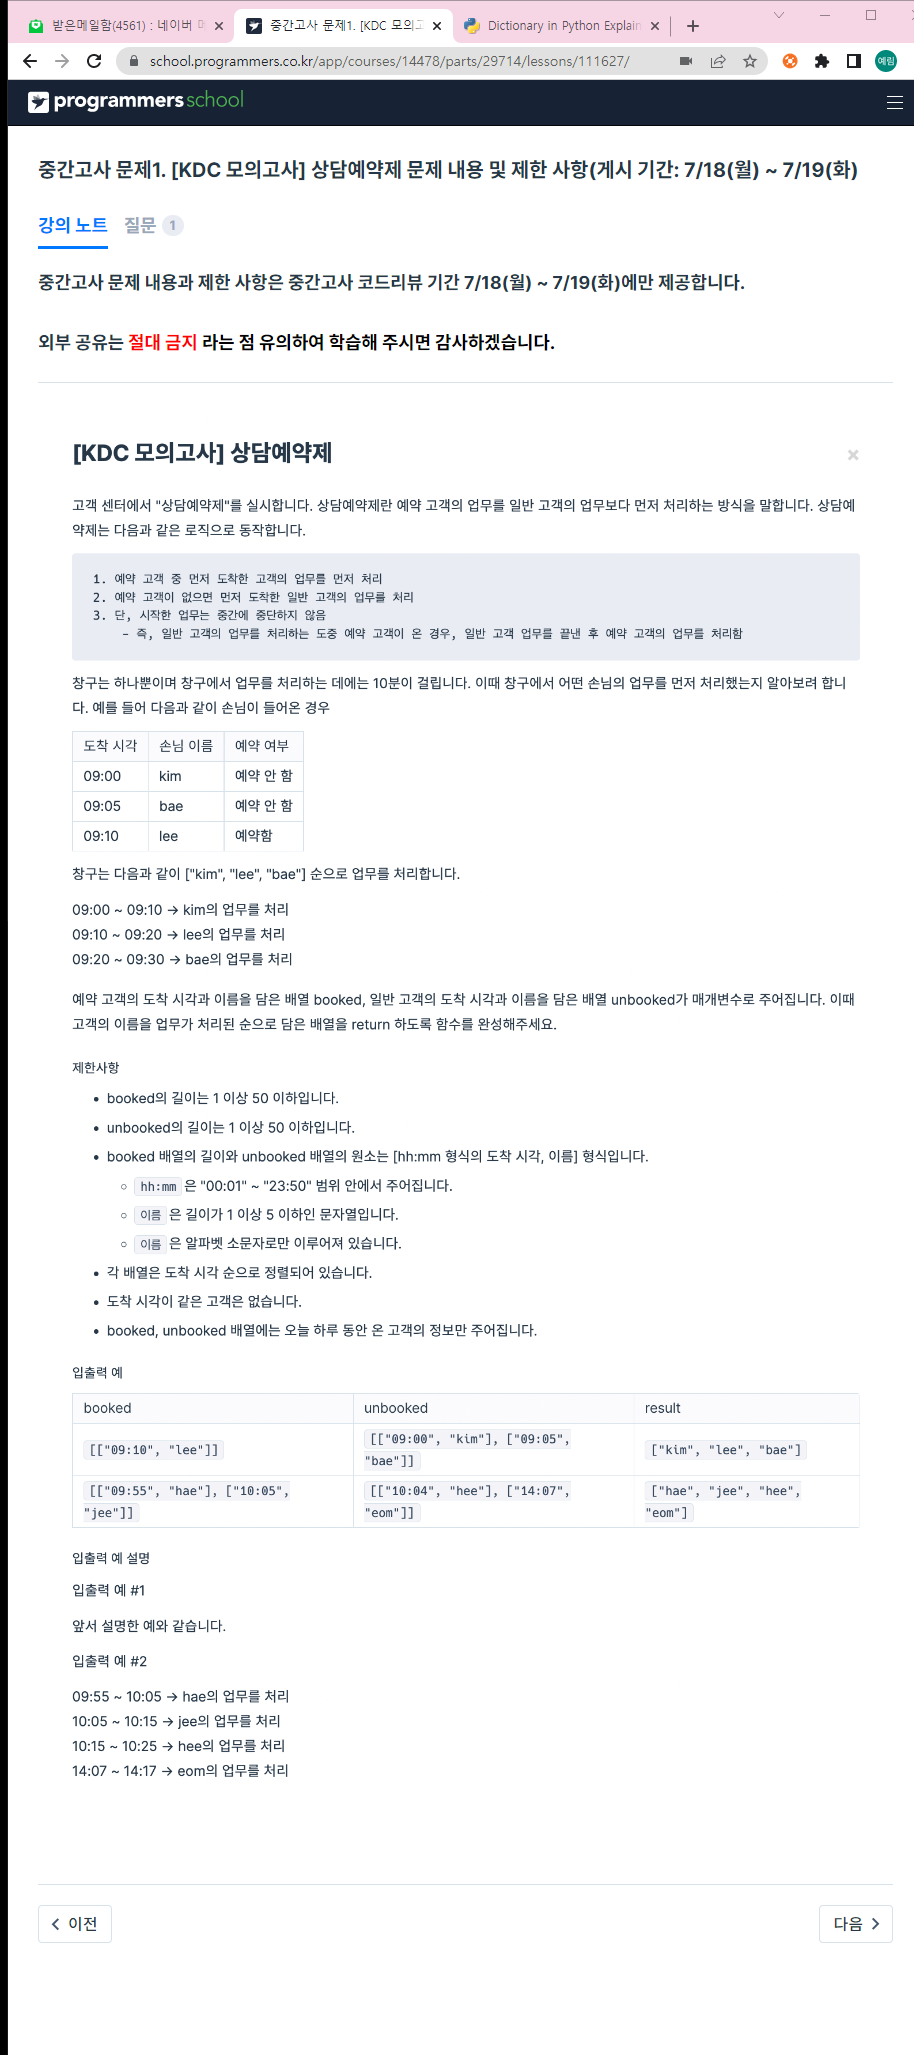 받은메일함(4561) : 네이버 메
중간고사 문제1. [KDC 모의고
Dictionary in Python Explain
school.programmers.co.kr/app/courses/14478/parts/29714/lessons/111627/
예림
programmers school
중간고사 문제1. [KDC 모의고사] 상담예약제 문제 내용 및 제한 사항(게시 기간: 7/18(월) ~ 7/19(화)
강의 노트 질문 1
중간고사 문제 내용과 제한 사항은 중간고사 코드리뷰 기간 7/18(월) ~ 7/19(화)에만 제공합니다.
외부 공유는 절대 금지 라는 점 유의하여 학습해 주시면 감사하겠습니다.
[KDC 모의고사] 상담예약제
고객 센터에서 "상담예약제"를 실시합니다. 상담예약제란 예약 고객의 업무를 일반 고객의 업무보다 먼저 처리하는 방식을 말합니다. 상담예
약제는 다음과 같은 로직으로 동작합니다.
1. 예약 고객 중 먼저 도착한 고객의 업무를 먼저 처리
2. 예약 고객이 없으면 먼저 도착한 일반 고객의 업무를 처리
3. 단, 시작한 업무는 중간에 중단하지 않음
- 즉, 일반 고객의 업무를 처리하는 도중 예약 고객이 온 경우, 일반 고객 업무를 끝낸 후 예약 고객의 업무를 처리함
창구는 하나뿐이며 창구에서 업무를 처리하는 데에는 10분이 걸립니다. 이때 창구에서 어떤 손님의 업무를 먼저 처리했는지 알아보려 합니
다. 예를 들어 다음과 같이 손님이 들어온 경우
도착 시각 손님 이름 예약 여부
09:00 kim 예약 안 함
09:05 bae 예약 안 함
09:10 lee 예약함
창구는 다음과 같이 ["kim", "lee", "bae"] 순으로 업무를 처리합니다.
09:00 ~ 09:10 → kim의 업무를 처리
09:10 ~ 09:20 → lee의 업무를 처리
09:20 ~ 09:30 → bae의 업무를 처리
예약 고객의 도착 시각과 이름을 담은 배열 booked, 일반 고객의 도착 시각과 이름을 담은 배열 unbooked가 매개변수로 주어집니다. 이때
고객의 이름을 업무가 처리된 순으로 담은 배열을 return 하도록 함수를 완성해주세요.
제한사항
• booked의 길이는 1 이상 50 이하입니다.
• unbooked의 길이는 1 이상 50 이하입니다.
• booked 배열의 길이와 unbooked 배열의 원소는 [hh:mm 형식의 도착 시각, 이름] 형식입니다.
◦ hh:mm 은 "00:01" ~ "23:50" 범위 안에서 주어집니다.
◦ 이름 은 길이가 1 이상 5 이하인 문자열입니다.
◦ 이름 은 알파벳 소문자로만 이루어져 있습니다.
• 각 배열은 도착 시각 순으로 정렬되어 있습니다.
• 도착 시각이 같은 고객은 없습니다.
• booked, unbooked 배열에는 오늘 하루 동안 온 고객의 정보만 주어집니다.
입출력 예
booked unbooked result
[["09:10", "lee"]] [["09:00", "kim"], ["09:05", "bae"]] ["kim", "lee", "bae"]
[["09:55", "hae"], ["10:05", "jee"]] [["10:04", "hee"], ["14:07", "eom"]] ["hae", "jee", "hee", "eom"]
입출력 예 설명
입출력 예 #1
앞서 설명한 예와 같습니다.
입출력 예 #2
09:55 ~ 10:05 → hae의 업무를 처리
10:05 ~ 10:15 → jee의 업무를 처리
10:15 ~ 10:25 → hee의 업무를 처리
14:07 ~ 14:17 → eom의 업무를 처리
이전
다음